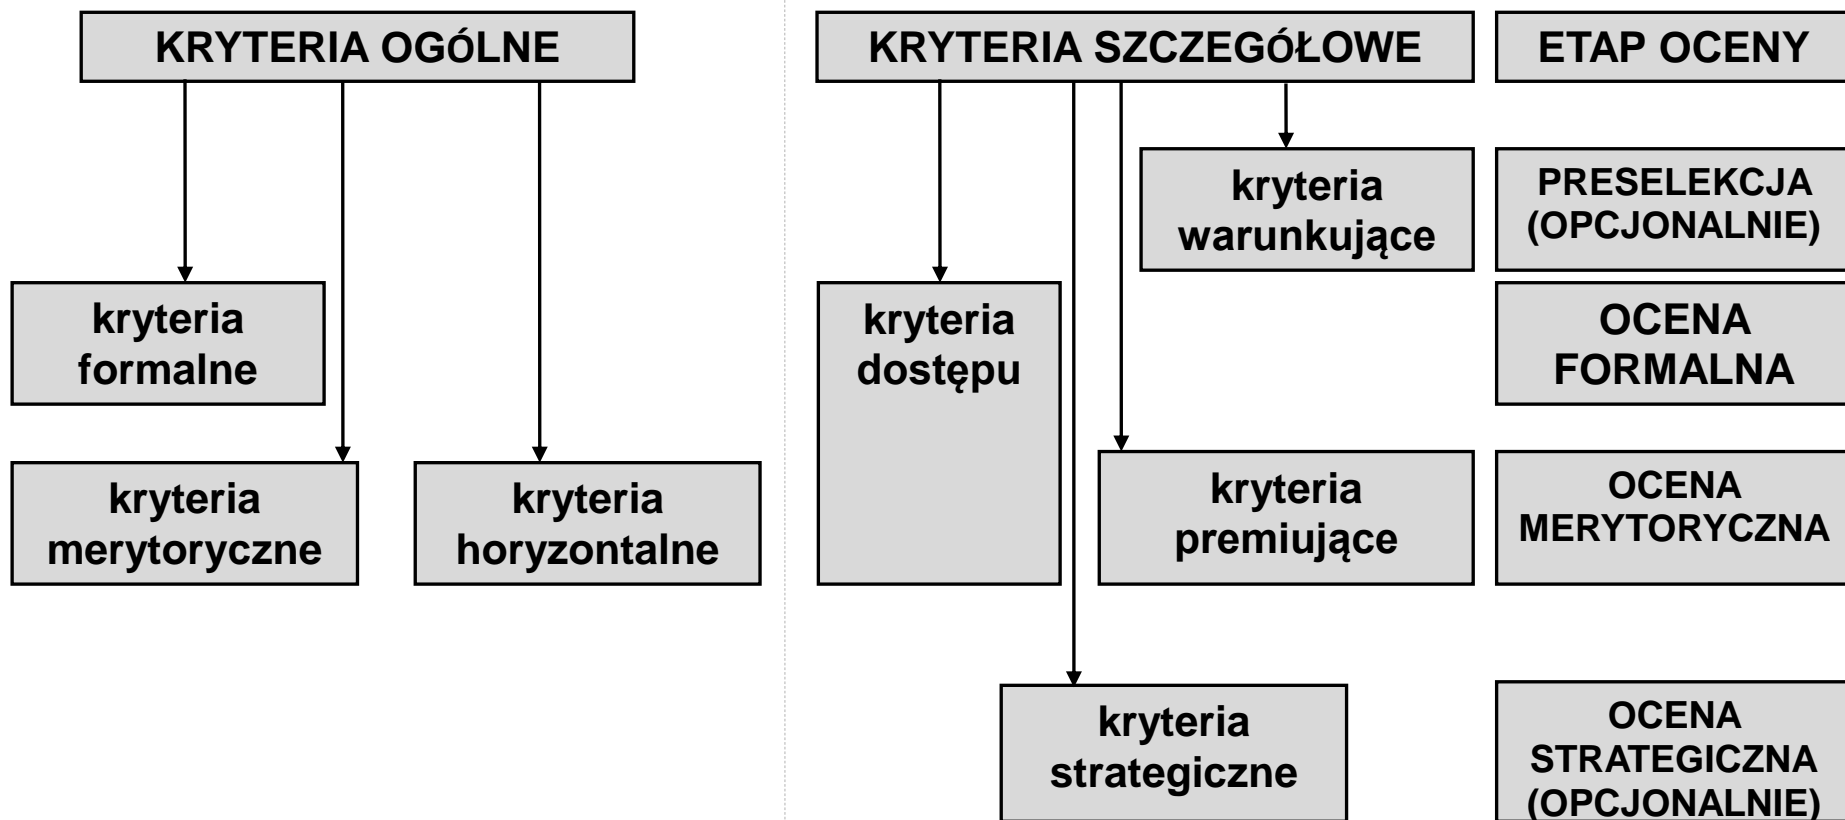 KRYTERIA OGÓLNE
KRYTERIA SZCZEGÓŁOWE
ETAP OCENY
kryteria
warunkujące
PRESELEKCJA
(OPCJONALNIE)
kryteria
formalne
kryteria
dostępu
OCENA
FORMALNA
kryteria
merytoryczne
kryteria
horyzontalne
kryteria
premiujące
OCENA
MERYTORYCZNA
kryteria
strategiczne
OCENA
STRATEGICZNA
(OPCJONALNIE)